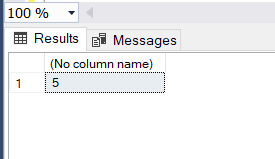 100 %
Results Messages
(No column name)
1 5